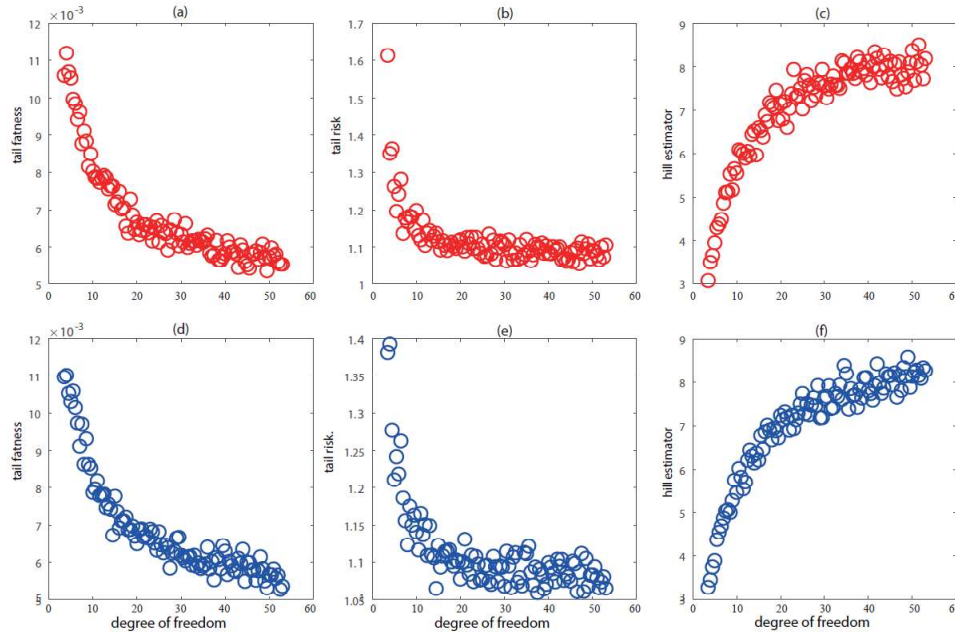 (a)
×10⁻³
12
11
10
9
8
7
6
5
0 10 20 30 40 50 60
tail fatness
(b)
1.7
1.6
1.5
1.4
1.3
1.2
1.1
1
0 10 20 30 40 50 60
tail risk
(c)
9
8
7
6
5
4
3
0 10 20 30 40 50 60
hill estimator
(d)
×10⁻³
12
11
10
9
8
7
6
5
0 10 20 30 40 50 60
tail fatness
degree of freedom
(e)
1.4
1.35
1.3
1.25
1.2
1.15
1.1
1.05
0 10 20 30 40 50 60
tail risk.
degree of freedom
(f)
9
8
7
6
5
4
3
0 10 20 30 40 50 60
hill estimator
degree of freedom